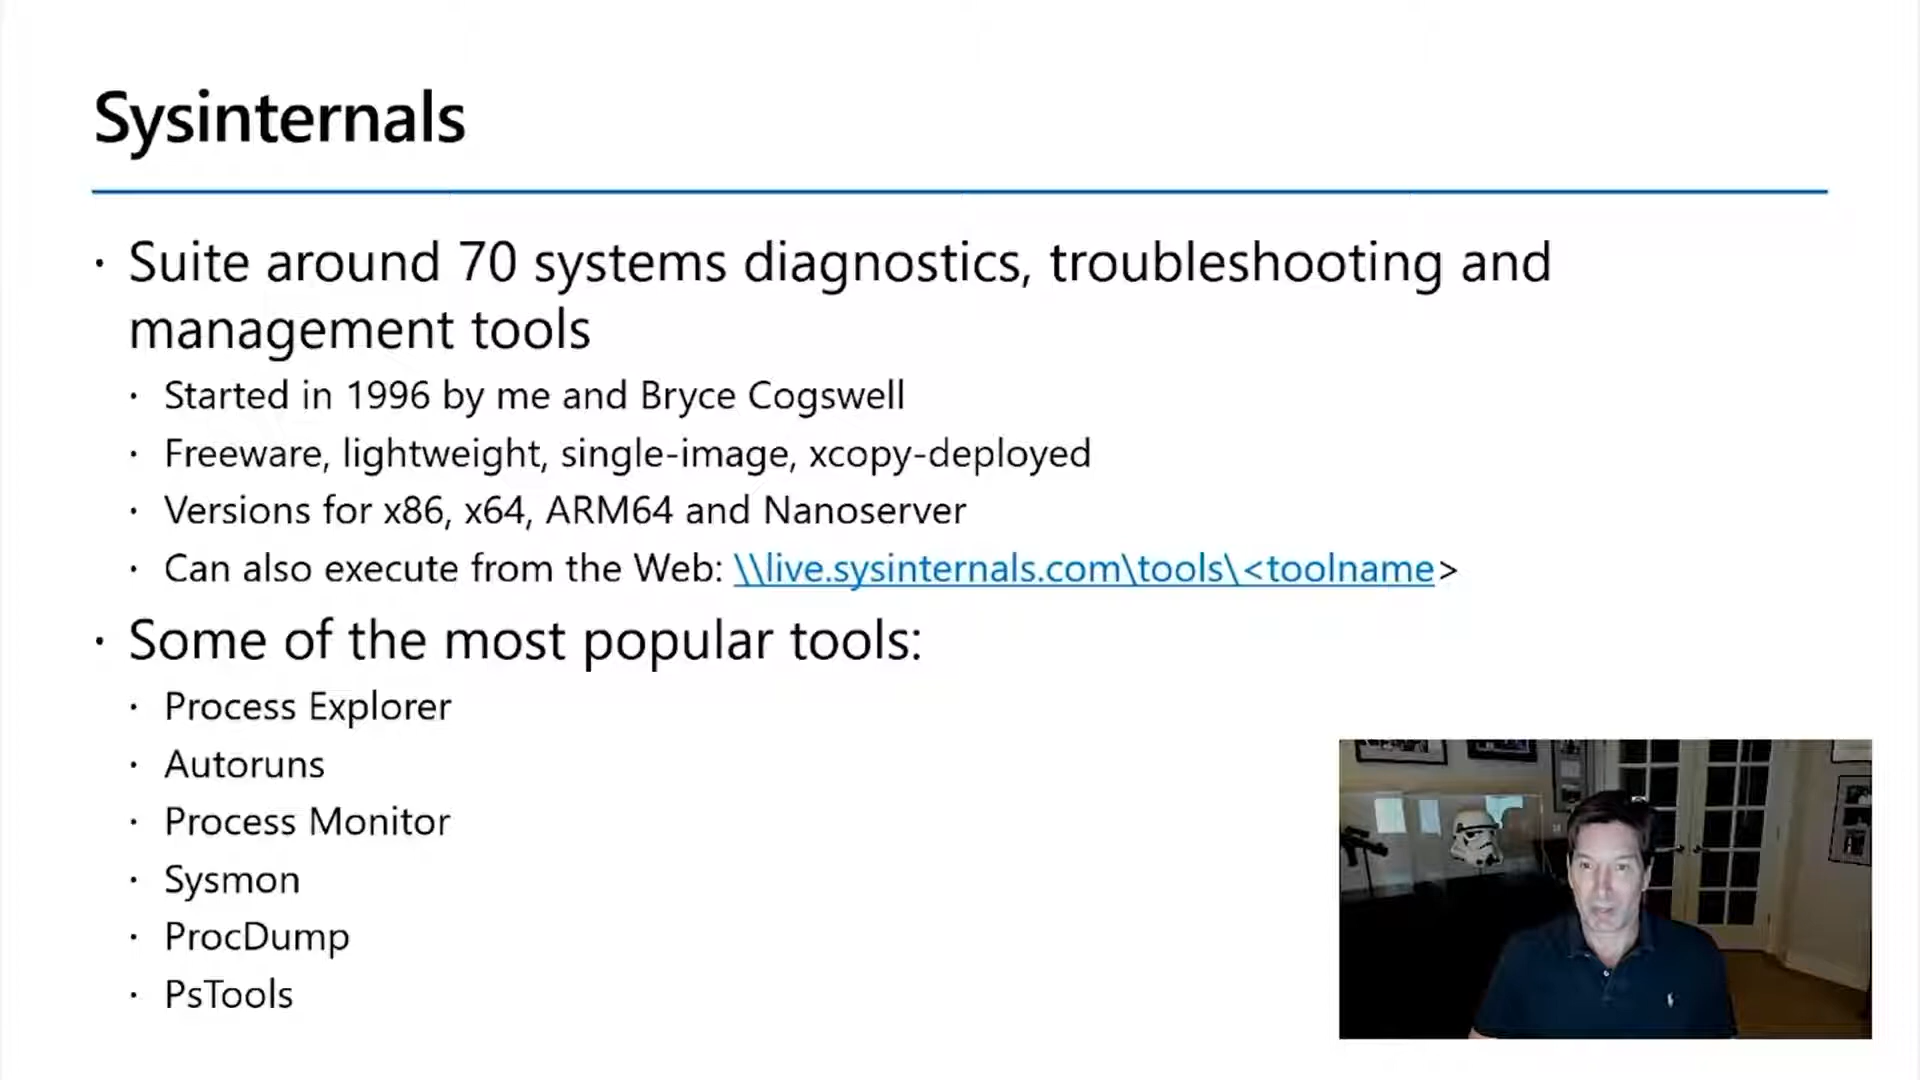 Sysinternals
· Suite around 70 systems diagnostics, troubleshooting and
management tools
· Started in 1996 by me and Bryce Cogswell
· Freeware, lightweight, single-image, xcopy-deployed
· Versions for x86, x64, ARM64 and Nanoserver
· Can also execute from the Web: \\live.sysinternals.com\tools\<toolname>
· Some of the most popular tools:
· Process Explorer
· Autoruns
· Process Monitor
· Sysmon
· ProcDump
· PsTools